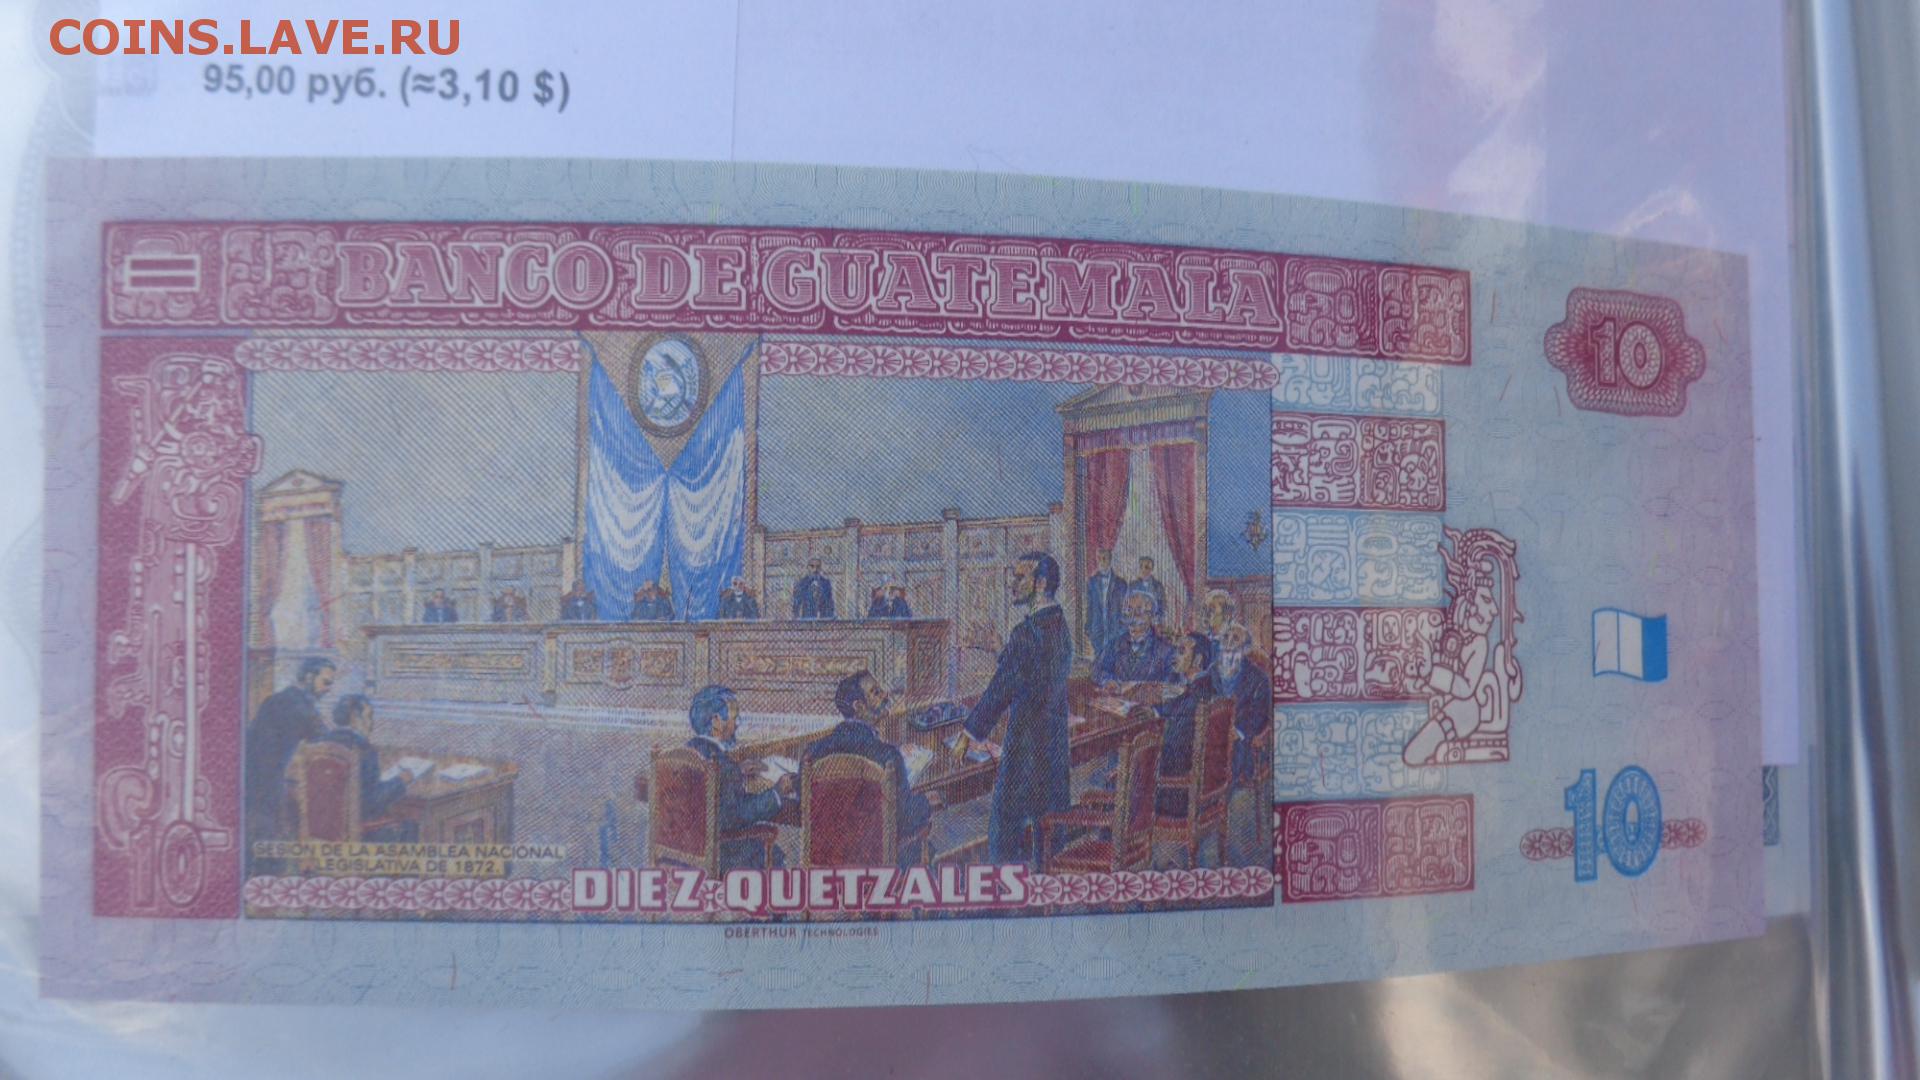 COINS.LAVE.RU
95,00 руб. (≈3,10 $)
BANCO DE GUATEMALA
10
10
10
SESION DE LA ASAMBLEA NACIONAL
LEGISLATIVA DE 1872.
DIEZ QUETZALES
OBERTHUR TECHNOLOGIES